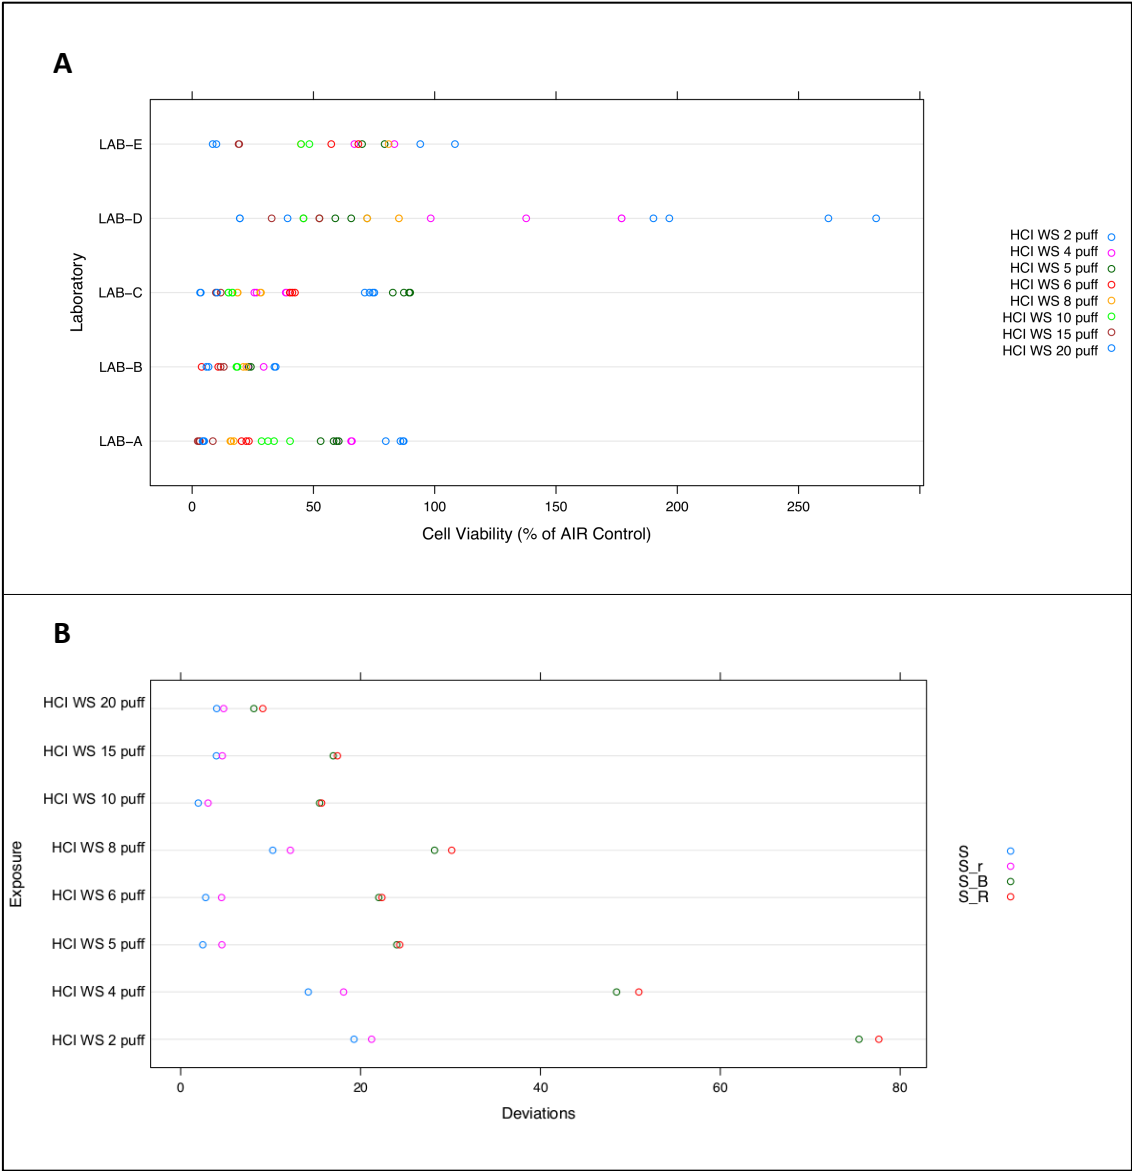 A
LAB-E
LAB-D
LAB-C
LAB-B
LAB-A
Laboratory
0 50 100 150 200 250
Cell Viability (% of AIR Control)
HCI WS 2 puff
HCI WS 4 puff
HCI WS 5 puff
HCI WS 6 puff
HCI WS 8 puff
HCI WS 10 puff
HCI WS 15 puff
HCI WS 20 puff
B
HCI WS 20 puff
HCI WS 15 puff
HCI WS 10 puff
HCI WS 8 puff
HCI WS 6 puff
HCI WS 5 puff
HCI WS 4 puff
HCI WS 2 puff
Exposure
0 20 40 60 80
Deviations
S
S_r
S_B
S_R